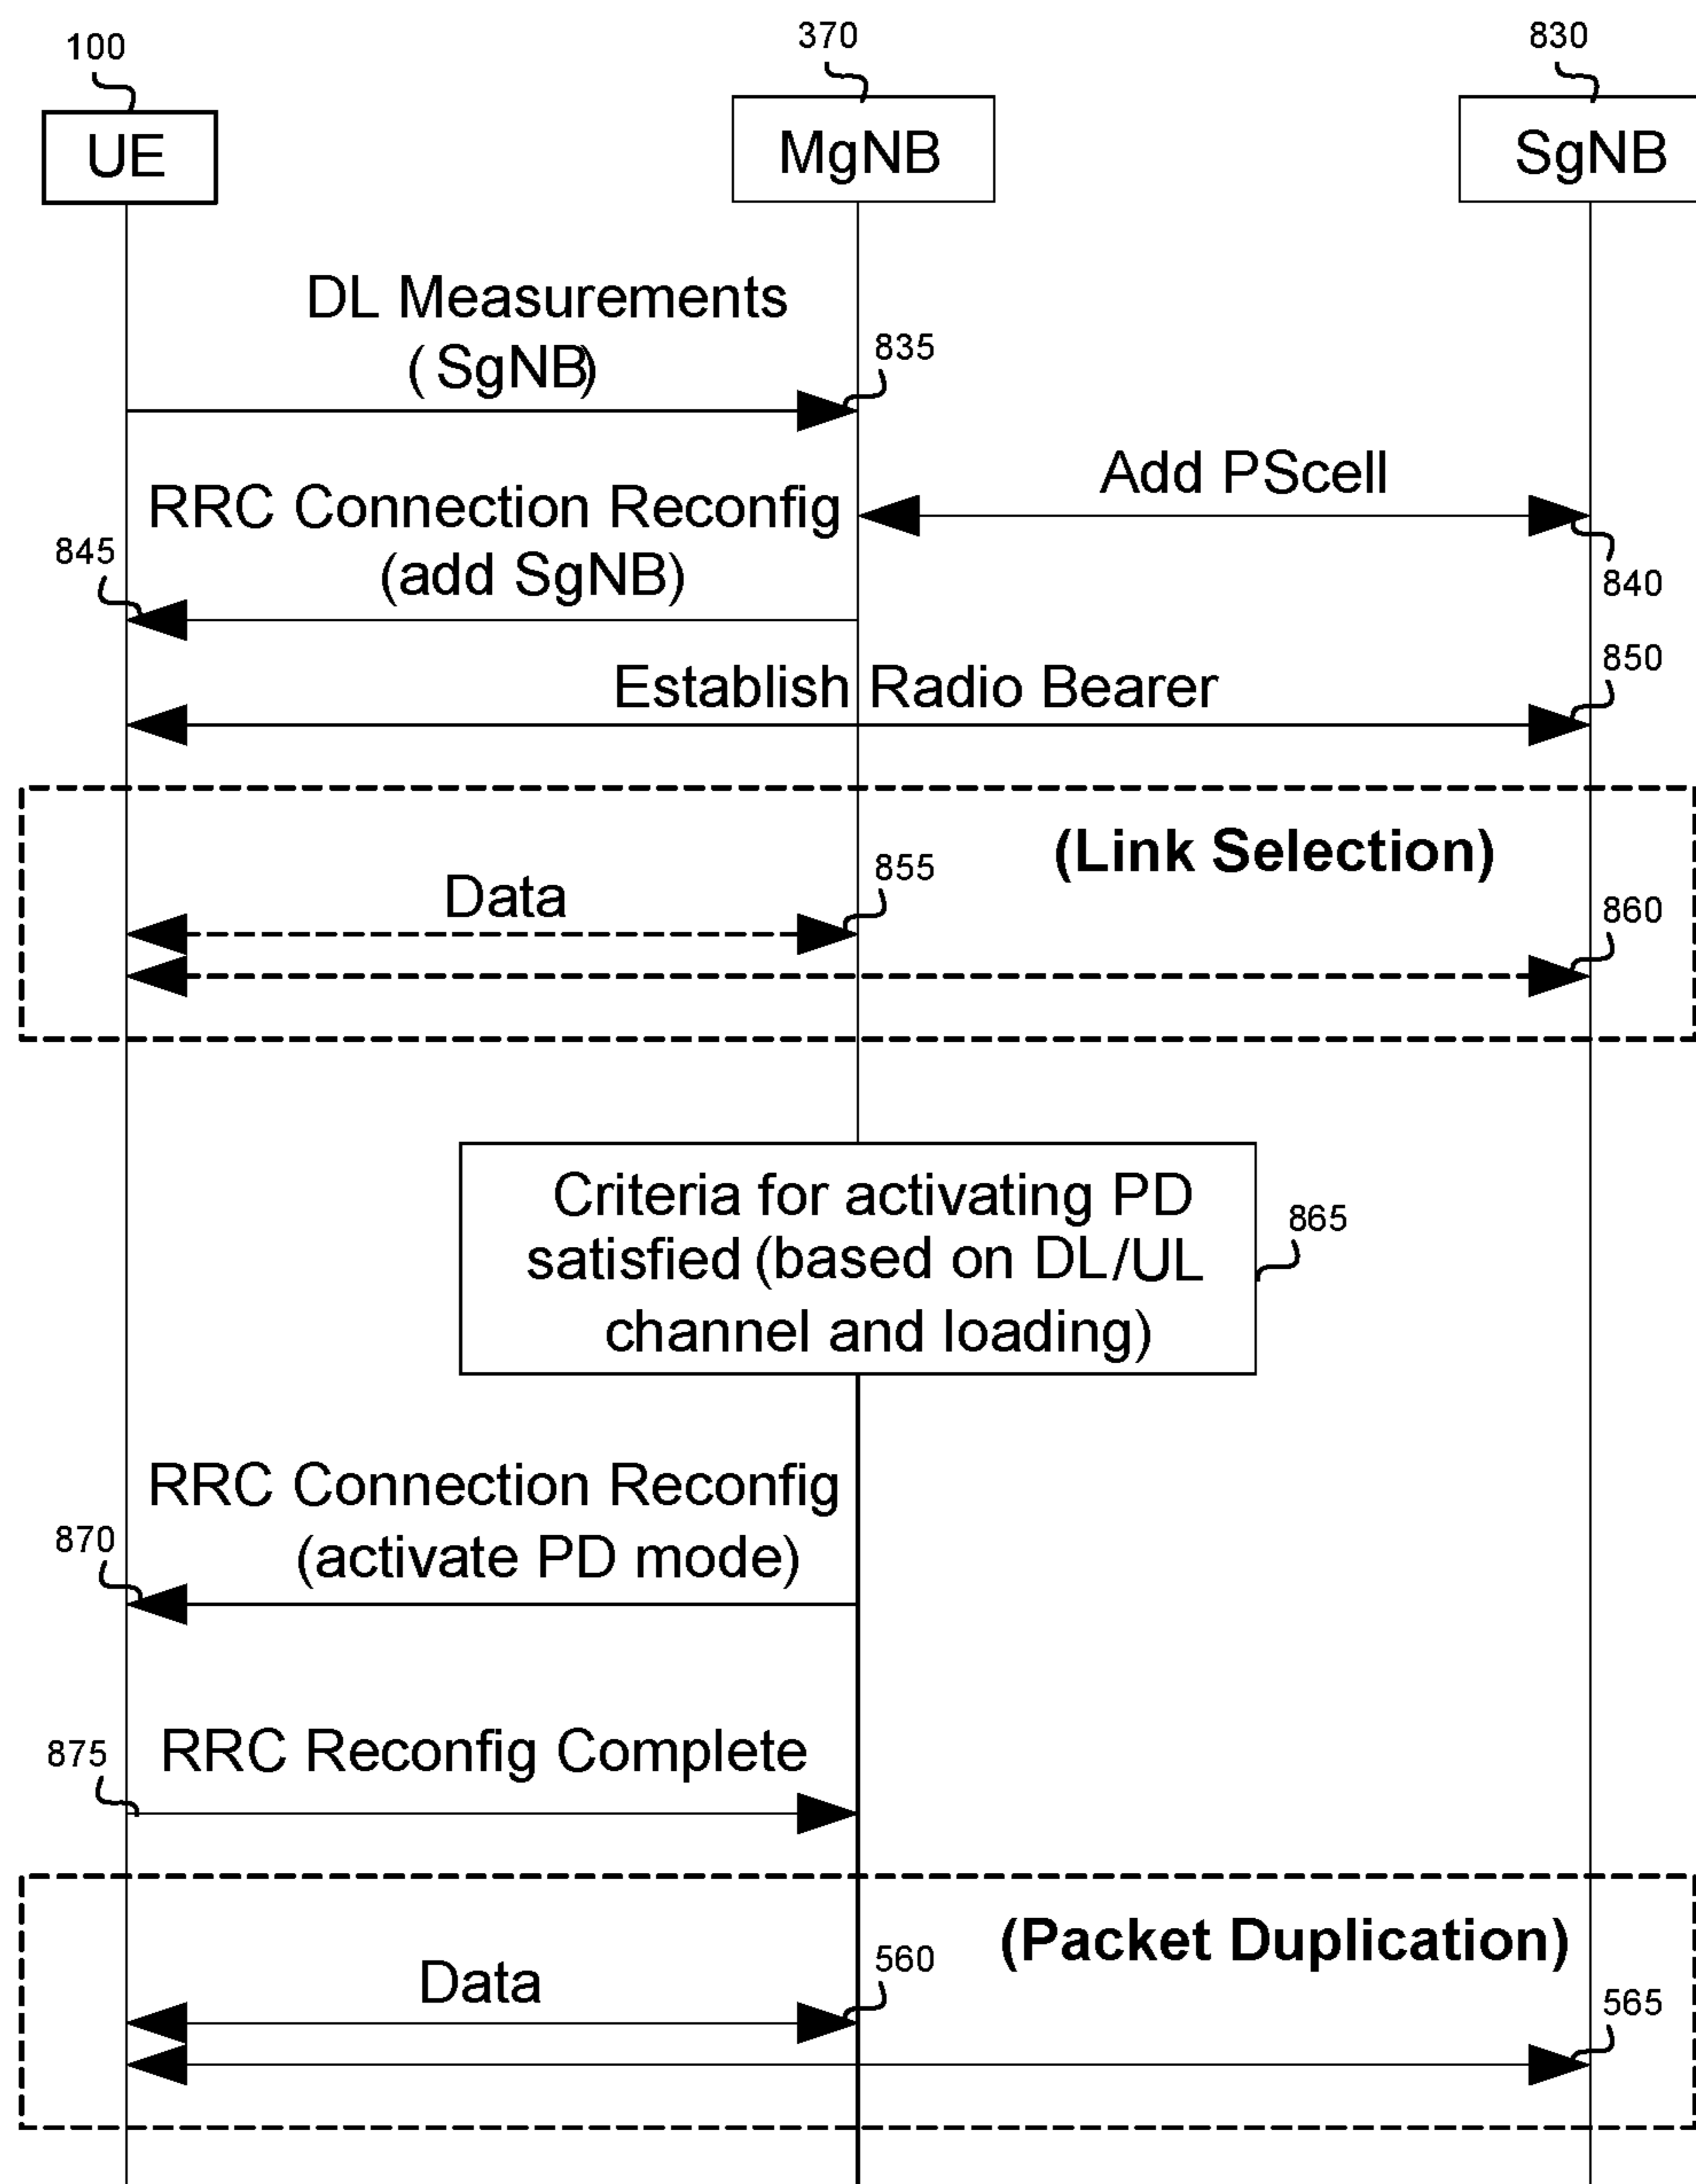 100
370
830
UE
MgNB
SgNB
DL Measurements
( SgNB)
835
Add PScell
RRC Connection Reconfig
845
(add SgNB)
840
850
Establish Radio Bearer
(Link Selection)
855
Data
860
Criteria for activating PD
satisfied (based on DL/UL
channel and loading)
865
RRC Connection Reconfig
870
(activate PD mode)
875
RRC Reconfig Complete
(Packet Duplication)
560
Data
565